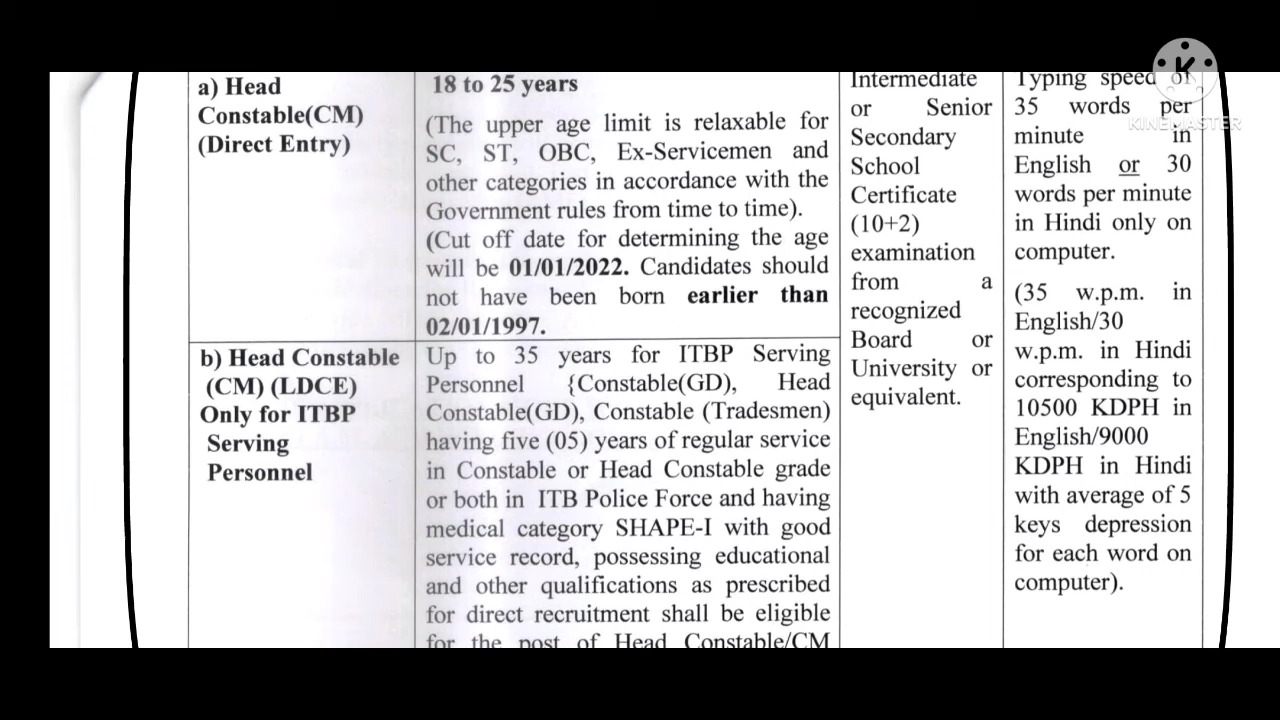 a) Head
Constable(CM)
(Direct Entry)
18 to 25 years
(The upper age limit is relaxable for
SC, ST, OBC, Ex-Servicemen and
other categories in accordance with the
Government rules from time to time).
(Cut off date for determining the age
will be 01/01/2022. Candidates should
not have been born earlier than
02/01/1997.
b) Head Constable
(CM) (LDCE)
Only for ITBP
Serving
Personnel
Up to 35 years for ITBP Serving
Personnel {Constable(GD), Head
Constable(GD), Constable (Tradesmen)
having five (05) years of regular service
in Constable or Head Constable grade
or both in ITB Police Force and having
medical category SHAPE-I with good
service record, possessing educational
and other qualifications as prescribed
for direct recruitment shall be eligible
for the post of Head Constable/CM
Intermediate
or Senior
Secondary
School
Certificate
(10+2)
examination
from a
recognized
Board or
University or
equivalent.
Typing speed of
35 words per
minute in
English or 30
words per minute
in Hindi only on
computer.
(35 w.p.m. in
English/30
w.p.m. in Hindi
corresponding to
10500 KDPH in
English/9000
KDPH in Hindi
with average of 5
keys depression
for each word on
computer).
K
KINEMASTER